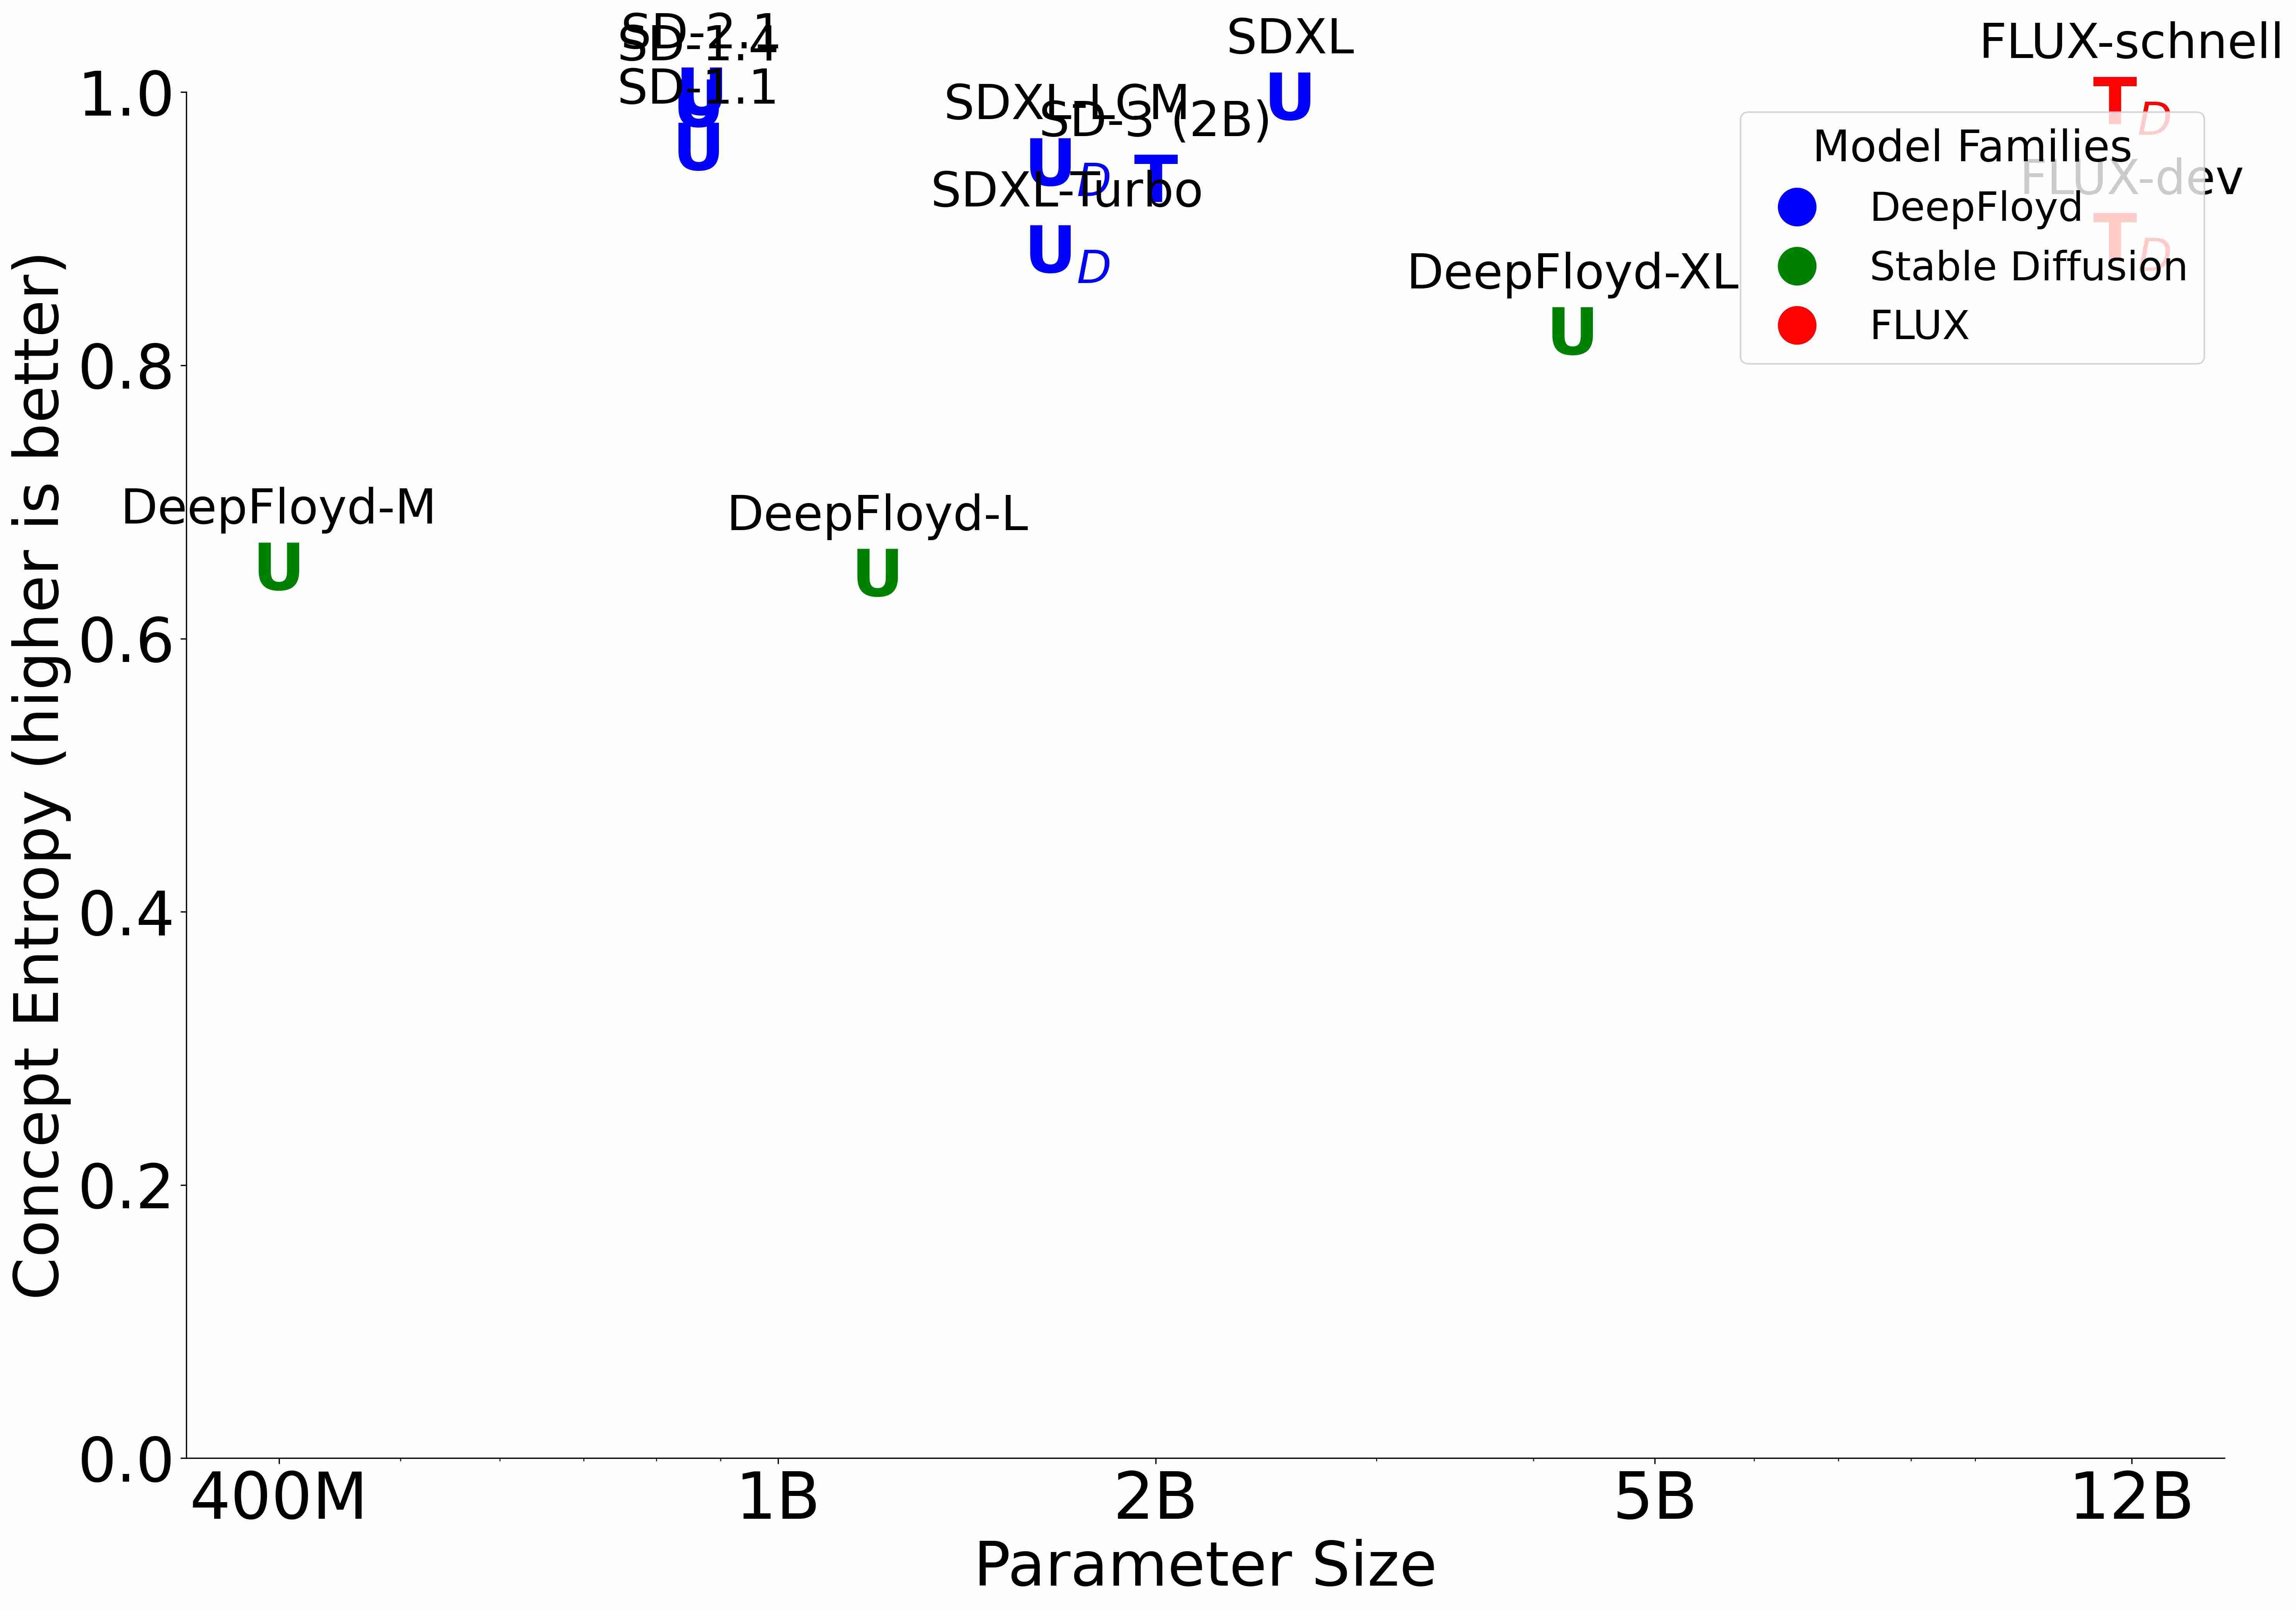 SD-2.1
SD-1.4
SD-1.1
U
U
U
SDXL
U
SDXL-LCM
U D
SD-3 (2B)
T
SDXL-Turbo
U D
FLUX-schnell
T D
FLUX-dev
T D
Model Families
DeepFloyd
Stable Diffusion
FLUX
DeepFloyd-XL
U
DeepFloyd-M
U
DeepFloyd-L
U
Concept Entropy (higher is better)
1.0
0.8
0.6
0.4
0.2
0.0
400M 1B 2B 5B 12B
Parameter Size